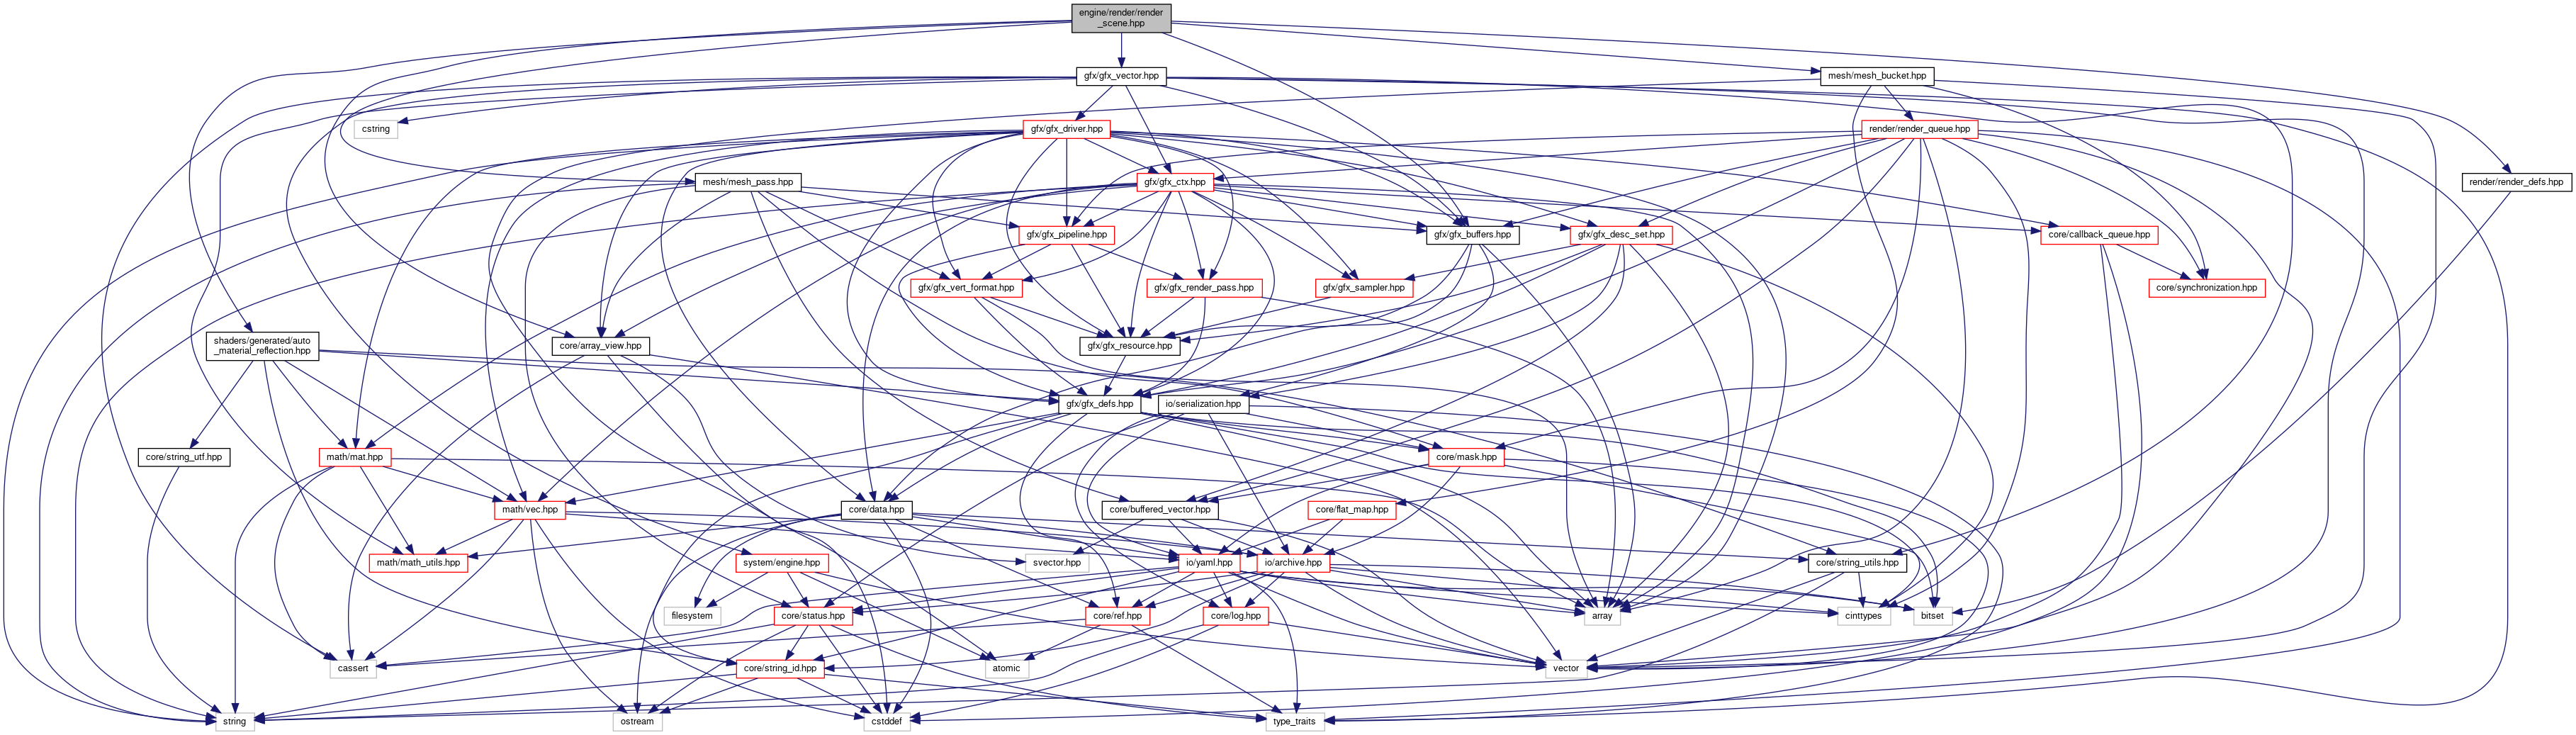 engine/render/render
_scene.hpp
gfx/gfx_vector.hpp
mesh/mesh_bucket.hpp
cstring
gfx/gfx_driver.hpp
render/render_queue.hpp
mesh/mesh_pass.hpp
gfx/gfx_ctx.hpp
render/render_defs.hpp
gfx/gfx_pipeline.hpp
gfx/gfx_buffers.hpp
gfx/gfx_desc_set.hpp
core/callback_queue.hpp
gfx/gfx_vert_format.hpp
gfx/gfx_render_pass.hpp
gfx/gfx_sampler.hpp
core/synchronization.hpp
shaders/generated/auto
_material_reflection.hpp
core/array_view.hpp
gfx/gfx_resource.hpp
gfx/gfx_defs.hpp
io/serialization.hpp
core/string_utf.hpp
math/mat.hpp
core/mask.hpp
math/vec.hpp
core/data.hpp
core/buffered_vector.hpp
core/flat_map.hpp
math/math_utils.hpp
system/engine.hpp
svector.hpp
io/yaml.hpp
io/archive.hpp
core/string_utils.hpp
filesystem
core/status.hpp
core/ref.hpp
core/log.hpp
array
cinttypes
bitset
cassert
core/string_id.hpp
atomic
vector
string
ostream
cstddef
type_traits